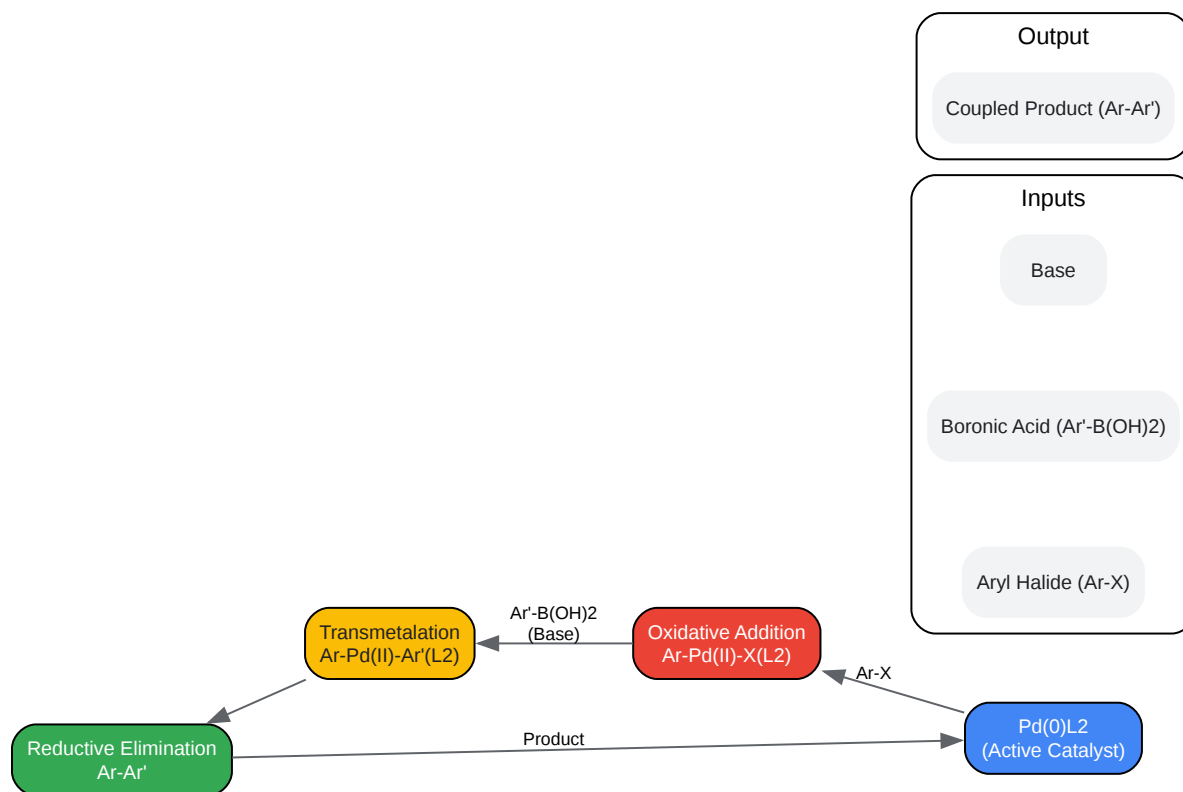 Output
Coupled Product (Ar-Ar')
Inputs
Base
Boronic Acid (Ar'-B(OH)2)
Aryl Halide (Ar-X)
Ar'-B(OH)2
(Base)
Transmetalation
Ar-Pd(II)-Ar'(L2)
Oxidative Addition
Ar-Pd(II)-X(L2)
Ar-X
Pd(0)L2
(Active Catalyst)
Product
Reductive Elimination
Ar-Ar'